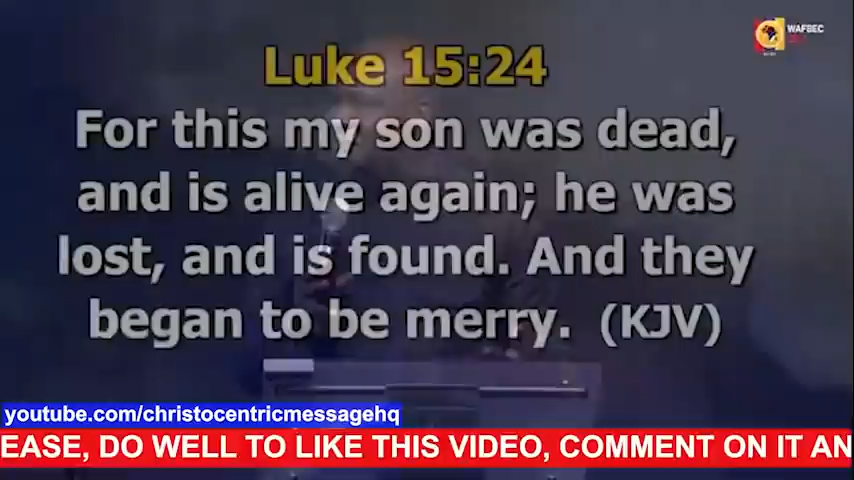 WAFBEC
Luke 15:24
For this my son was dead,
and is alive again; he was
lost, and is found. And they
began to be merry. (KJV)
youtube.com/christocentricmessagehq
EASE, DO WELL TO LIKE THIS VIDEO, COMMENT ON IT AN